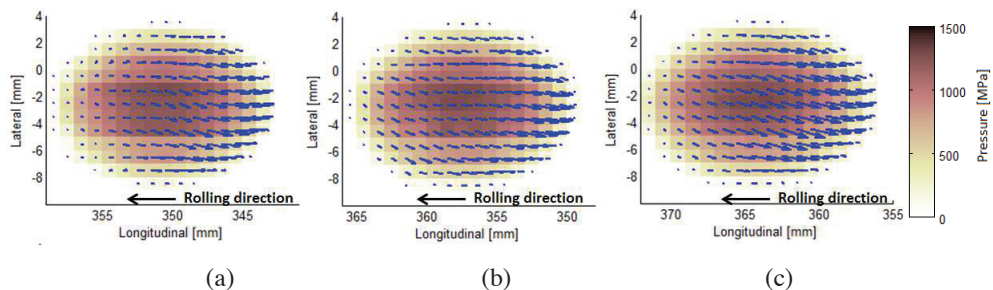 4
2
0
-2
-4
-6
-8
Lateral [mm]
Rolling direction
355 350 345
Longitudinal [mm]
(a)
4
2
0
-2
-4
-6
-8
Lateral [mm]
Rolling direction
365 360 355 350
Longitudinal [mm]
(b)
4
2
0
-2
-4
-6
-8
Lateral [mm]
Rolling direction
370 365 360 355
Longitudinal [mm]
(c)
1500
1000
500
0
Pressure [MPa]